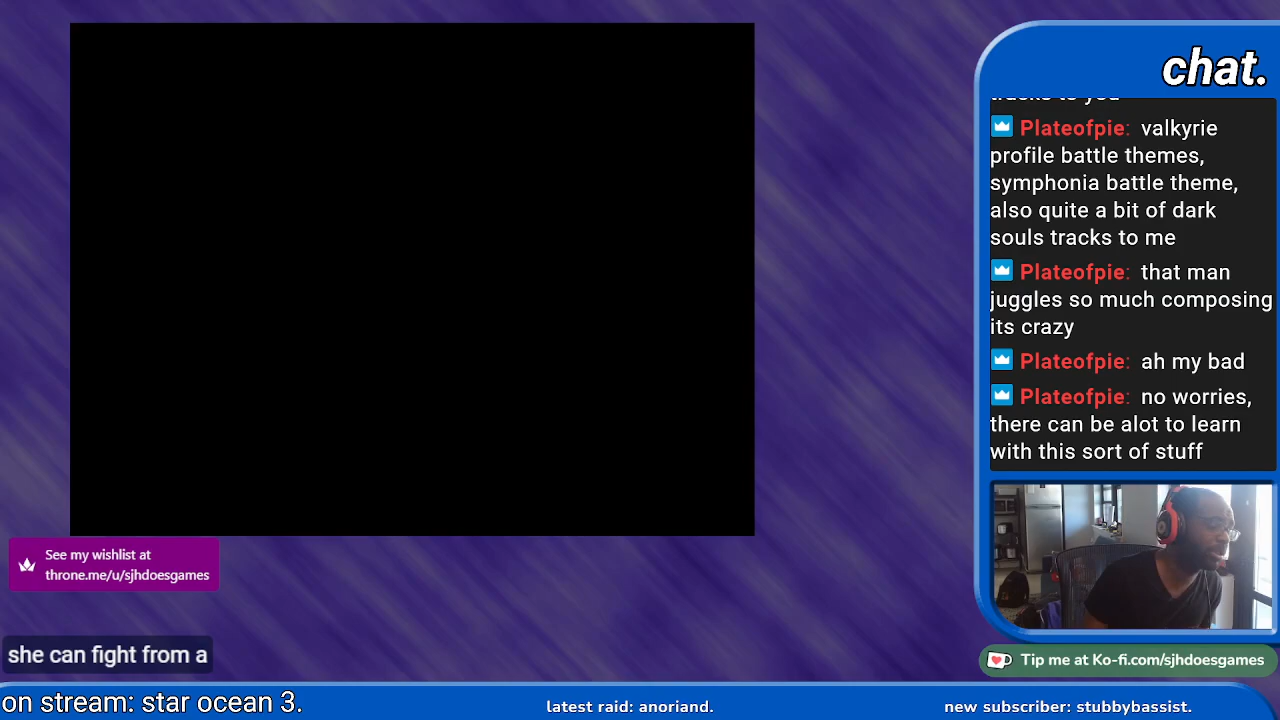 chat.
tracks to you
Plateofpie: valkyrie
profile battle themes,
symphonia battle theme,
also quite a bit of dark
souls tracks to me
Plateofpie: that man
juggles so much composing
its crazy
Plateofpie: ah my bad
Plateofpie: no worries,
there can be alot to learn
with this sort of stuff
See my wishlist at
throne.me/u/sjhdoesgames
she can fight from a
Tip me at Ko-fi.com/sjhdoesgames
on stream: star ocean 3.
latest raid: anoriand.
new subscriber: stubbybassist.